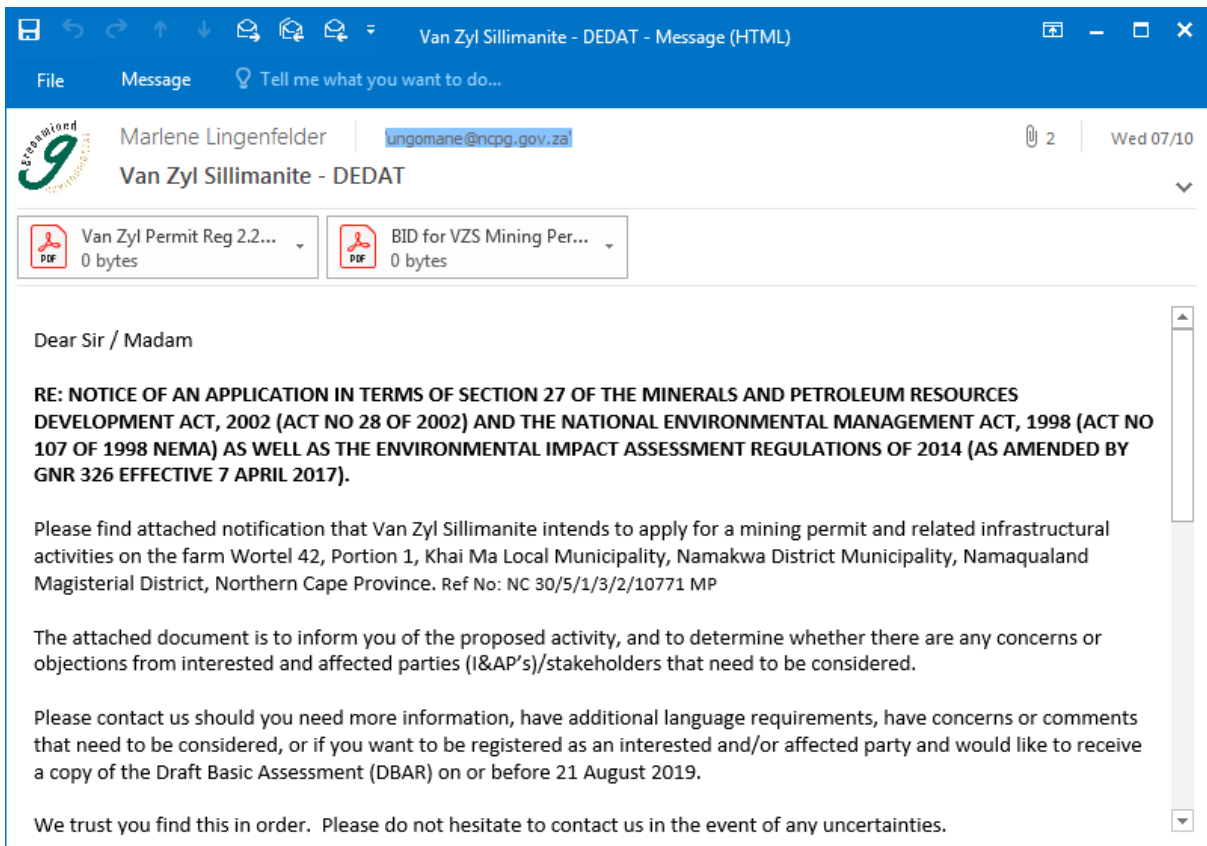 Van Zyl Sillimanite - DEDAT - Message (HTML)
File Message Tell me what you want to do...
Marlene Lingenfelder 'ungomane@ncpg.gov.za' 2 Wed 07/10
Van Zyl Sillimanite - DEDAT
Van Zyl Permit Reg 2.2... BID for VZS Mining Per...
PDF 0 bytes PDF 0 bytes
Dear Sir / Madam
RE: NOTICE OF AN APPLICATION IN TERMS OF SECTION 27 OF THE MINERALS AND PETROLEUM RESOURCES
DEVELOPMENT ACT, 2002 (ACT NO 28 OF 2002) AND THE NATIONAL ENVIRONMENTAL MANAGEMENT ACT, 1998 (ACT NO
107 OF 1998 NEMA) AS WELL AS THE ENVIRONMENTAL IMPACT ASSESSMENT REGULATIONS OF 2014 (AS AMENDED BY
GNR 326 EFFECTIVE 7 APRIL 2017).
Please find attached notification that Van Zyl Sillimanite intends to apply for a mining permit and related infrastructural
activities on the farm Wortel 42, Portion 1, Khai Ma Local Municipality, Namakwa District Municipality, Namaqualand
Magisterial District, Northern Cape Province. Ref No: NC 30/5/1/3/2/10771 MP
The attached document is to inform you of the proposed activity, and to determine whether there are any concerns or
objections from interested and affected parties (I&AP's)/stakeholders that need to be considered.
Please contact us should you need more information, have additional language requirements, have concerns or comments
that need to be considered, or if you want to be registered as an interested and/or affected party and would like to receive
a copy of the Draft Basic Assessment (DBAR) on or before 21 August 2019.
We trust you find this in order.  Please do not hesitate to contact us in the event of any uncertainties.